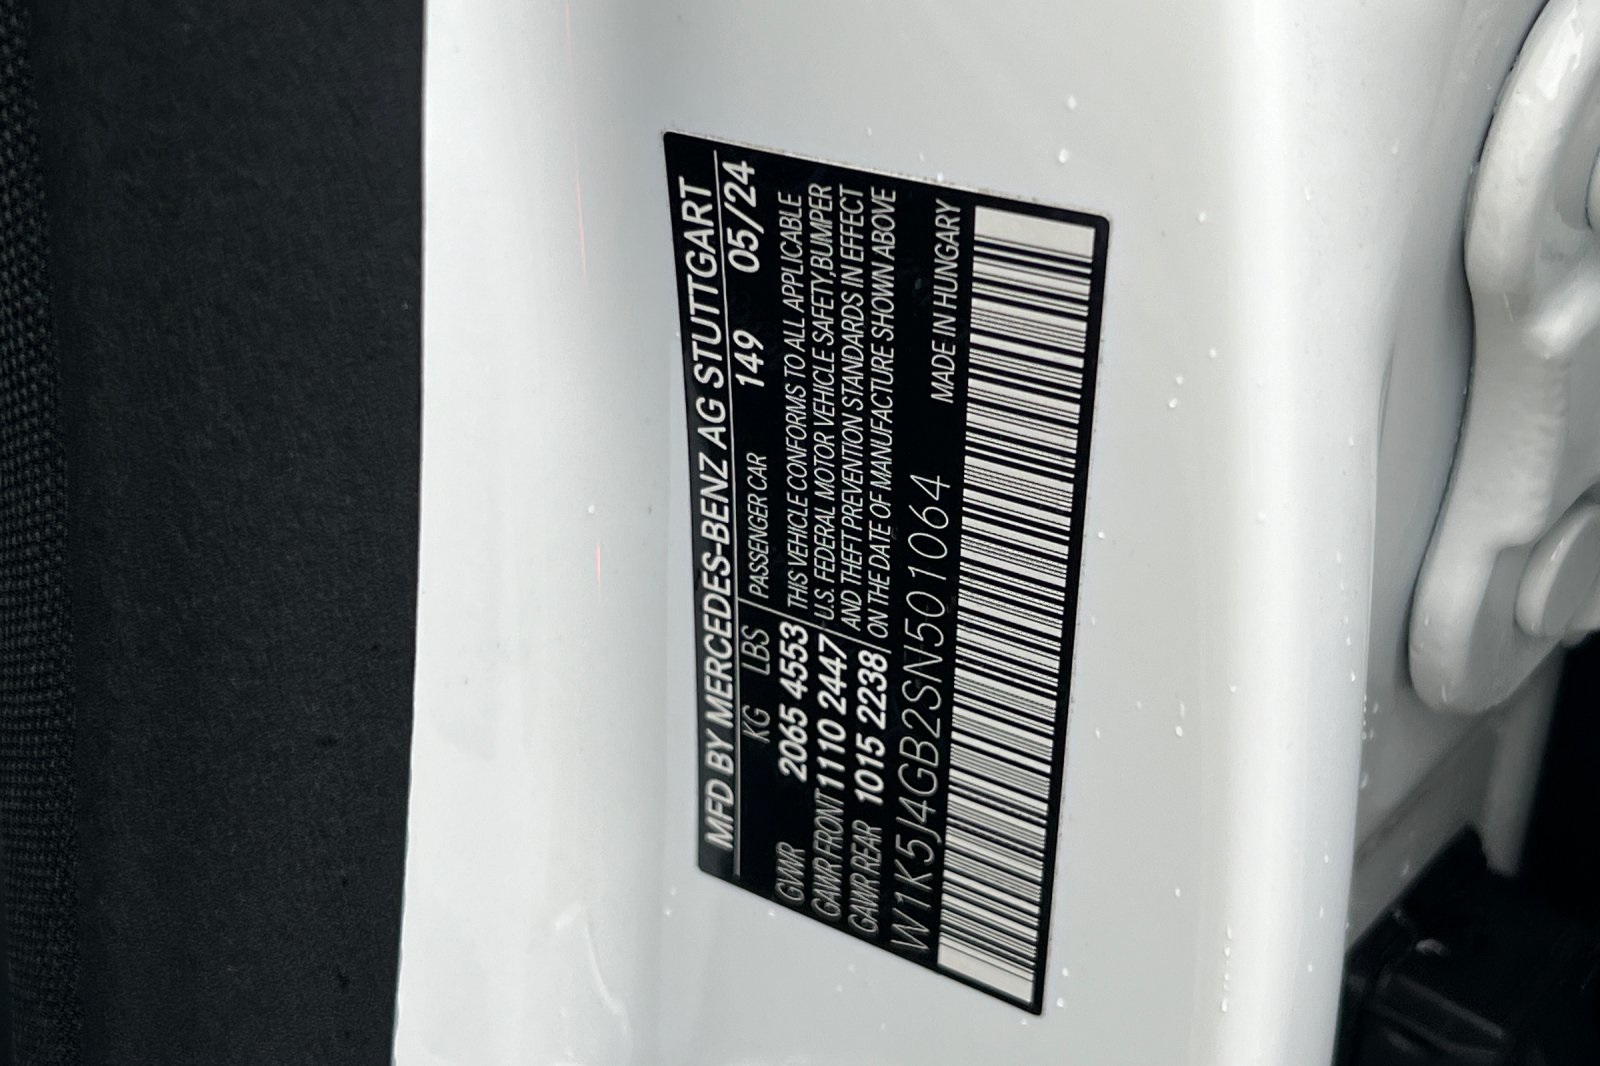 MFD BY MERCEDES-BENZ AG STUTTGART
KG LBS PASSENGER CAR 149 05/24
GVWR 2065 4553 THIS VEHICLE CONFORMS TO ALL APPLICABLE
GAWR FRONT 1110 2447 U.S. FEDERAL MOTOR VEHICLE SAFETY,BUMPER
GAWR REAR 1015 2238 AND THEFT PREVENTION STANDARDS IN EFFECT
ON THE DATE OF MANUFACTURE SHOWN ABOVE
W1K5J4GB2SN501064 MADE IN HUNGARY